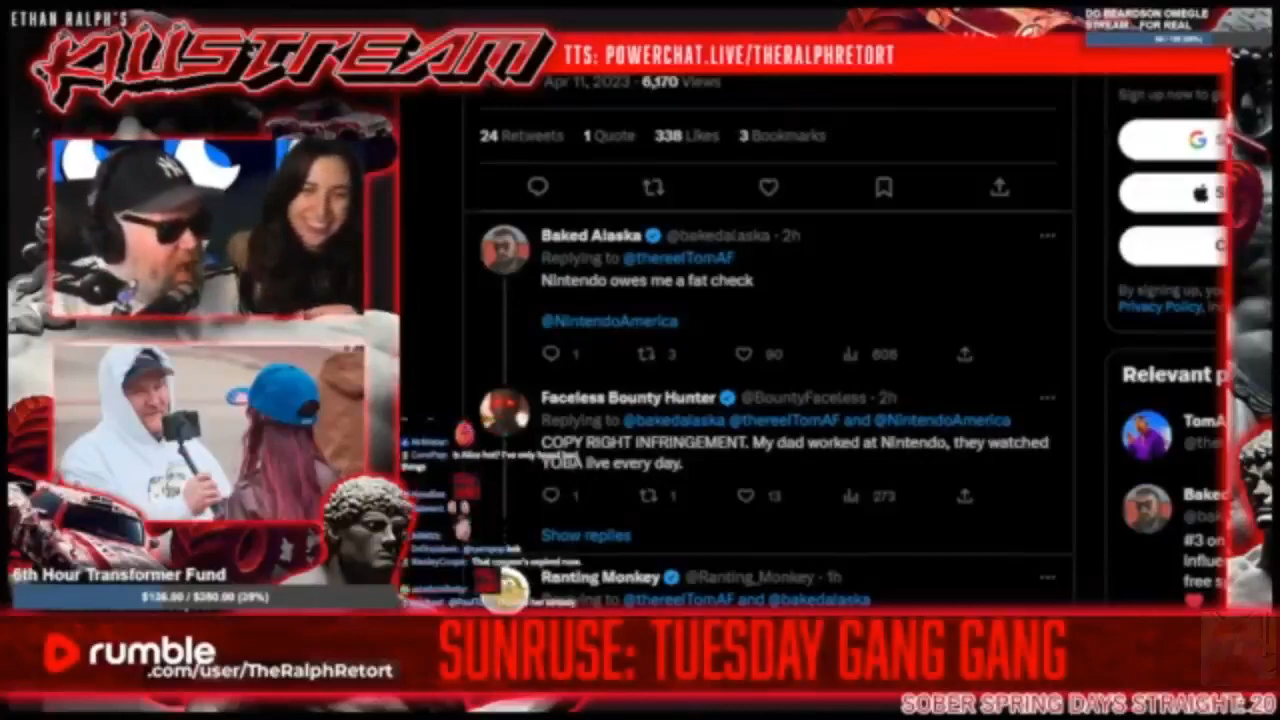 ETHAN RALPH'S
KILLSTREAM
TTS: POWERCHAT.LIVE/THERALPHRETORT
DO BEARDSON OMEGLE
STREAM... FOR REAL
Apr 11, 2023 · 6,170 Views
24 Retweets 1 Quote 338 Likes 3 Bookmarks
Sign up now to
Baked Alaska @bakedalaska · 2h
Replying to @thereelTomAF
Nintendo owes me a fat check
@NintendoAmerica
1 3 90 606
By signing up, you
Privacy Policy,
Faceless Bounty Hunter @BountyFaceless · 2h
Replying to @bakedalaska @thereelTomAF and @NintendoAmerica
COPY RIGHT INFRINGEMENT. My dad worked at Nintendo, they watched
YOBA live every day.
1 1 13 273
Show replies
Relevant p
TomA
@the
Baked
@bak
#3 on
Influe
free s
Ranting Monkey @Ranting_Monkey · 1h
Replying to @thereelTomAF and @bakedalaska
6th Hour Transformer Fund
$136.00 / $350.00 (39%)
rumble
.com/user/TheRalphRetort
SUNRUSE: TUESDAY GANG GANG
SOBER SPRING DAYS STRAIGHT: 20